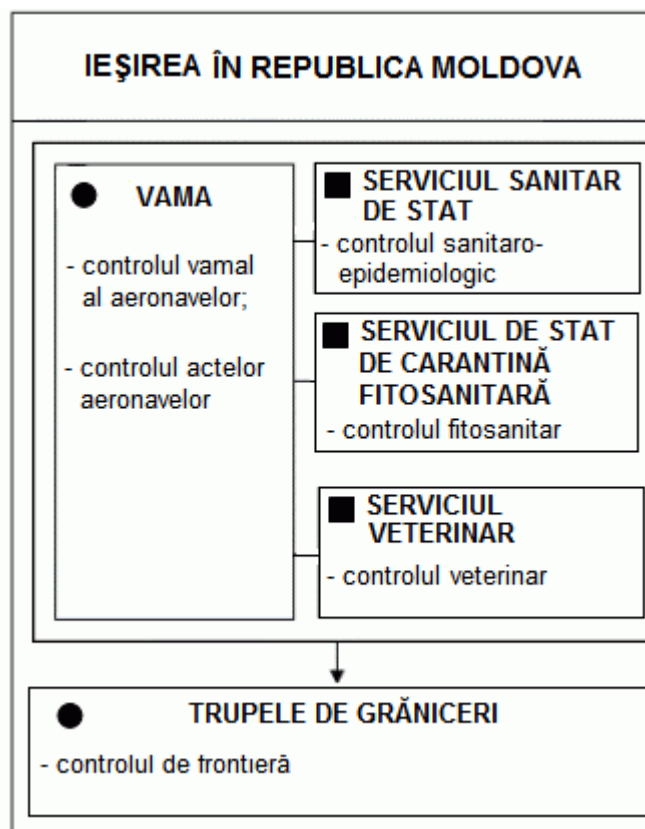 IEŞIREA ÎN REPUBLICA MOLDOVA
VAMA
- controlul vamal
al aeronavelor;
- controlul actelor
aeronavelor
SERVICIUL SANITAR
DE STAT
- controlul sanitaro-
epidemiologic
SERVICIUL DE STAT
DE CARANTINĂ
FITOSANITARĂ
- controlul fitosanitar
SERVICIUL
VETERINAR
- controlul veterinar
TRUPELE DE GRĂNICERI
- controlul de frontieră